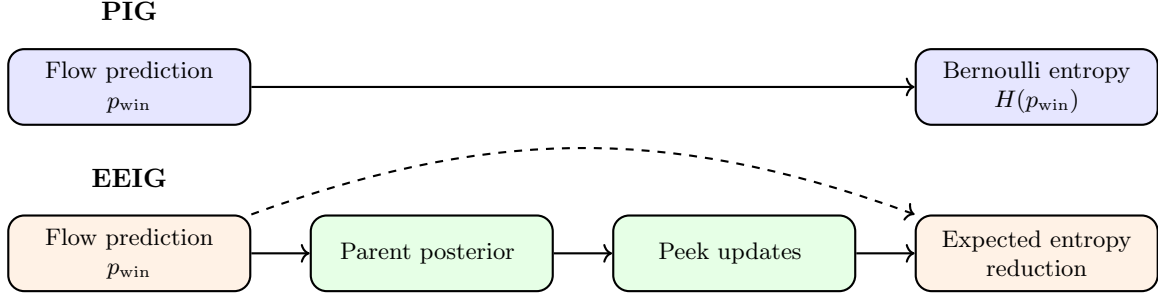 PIG
Flow prediction
p_win
Bernoulli entropy
H(p_win)
EEIG
Flow prediction
p_win
Parent posterior
Peek updates
Expected entropy
reduction